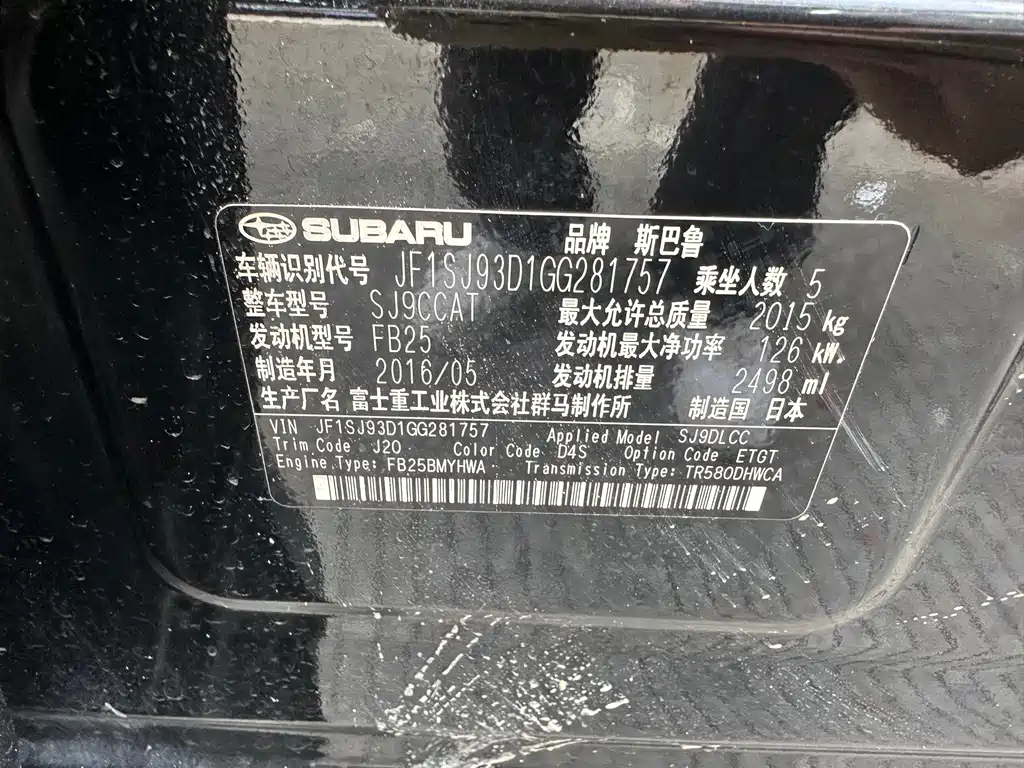 SUBARU 品牌 斯巴鲁
车辆识别代号 JF1SJ93D1GG281757 乘坐人数 5
整车型号 SJ9CCAT 最大允许总质量 2015 kg
发动机型号 FB25 发动机最大净功率 126 kW.
制造年月 2016/05 发动机排量 2498 ml
生产厂名 富士重工业株式会社群马制作所 制造国 日本
VIN JF1SJ93D1GG281757 Applied Model SJ9DLCC
Trim Code J20 Color Code D4S Option Code ETGT
Engine Type: FB25BMYHWA Transmission Type: TR580DHWCA